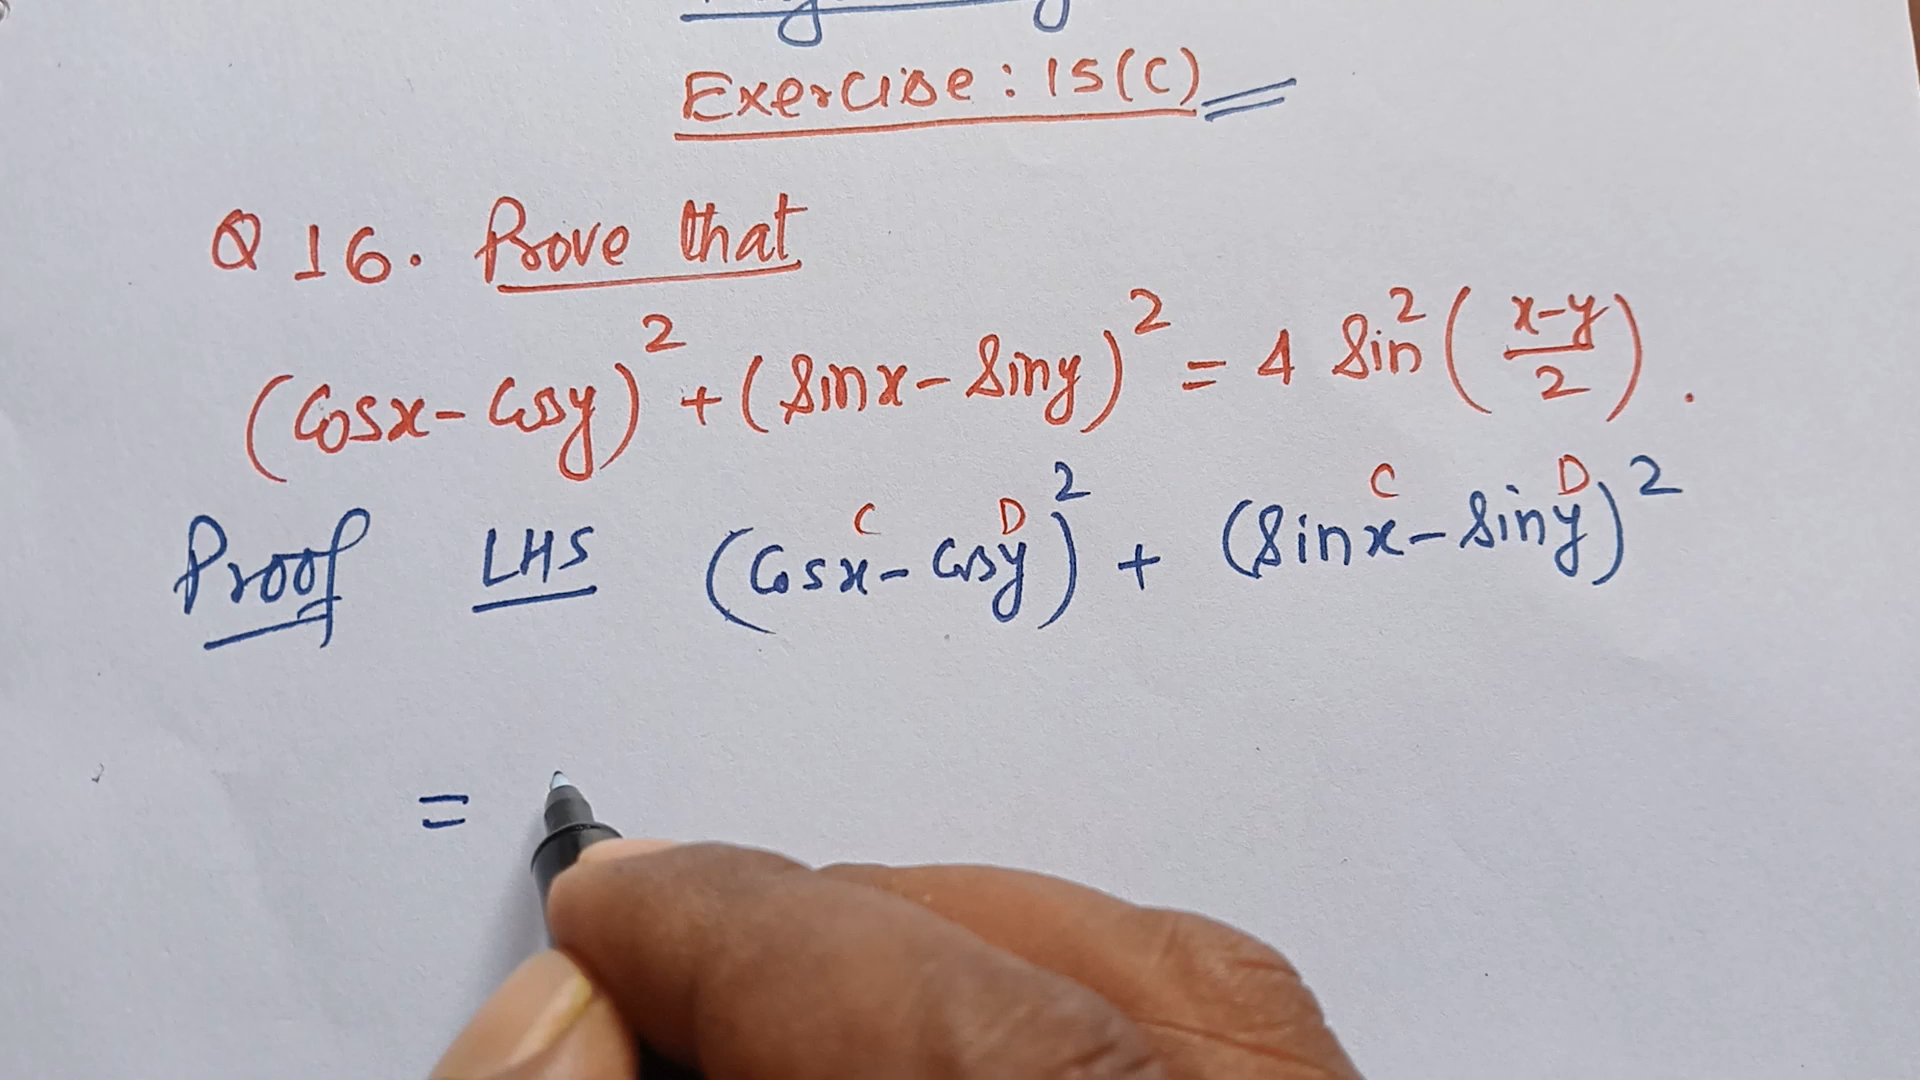 Exercise: 15(C)
Q 16. Prove that
(Cosx - Cosy)² + (Sinx - Siny)² = 4 Sin² ( x-y / 2 ) .
C D C D
Proof LHS (Cosx - Cosy)² + (Sinx - Siny)²
=